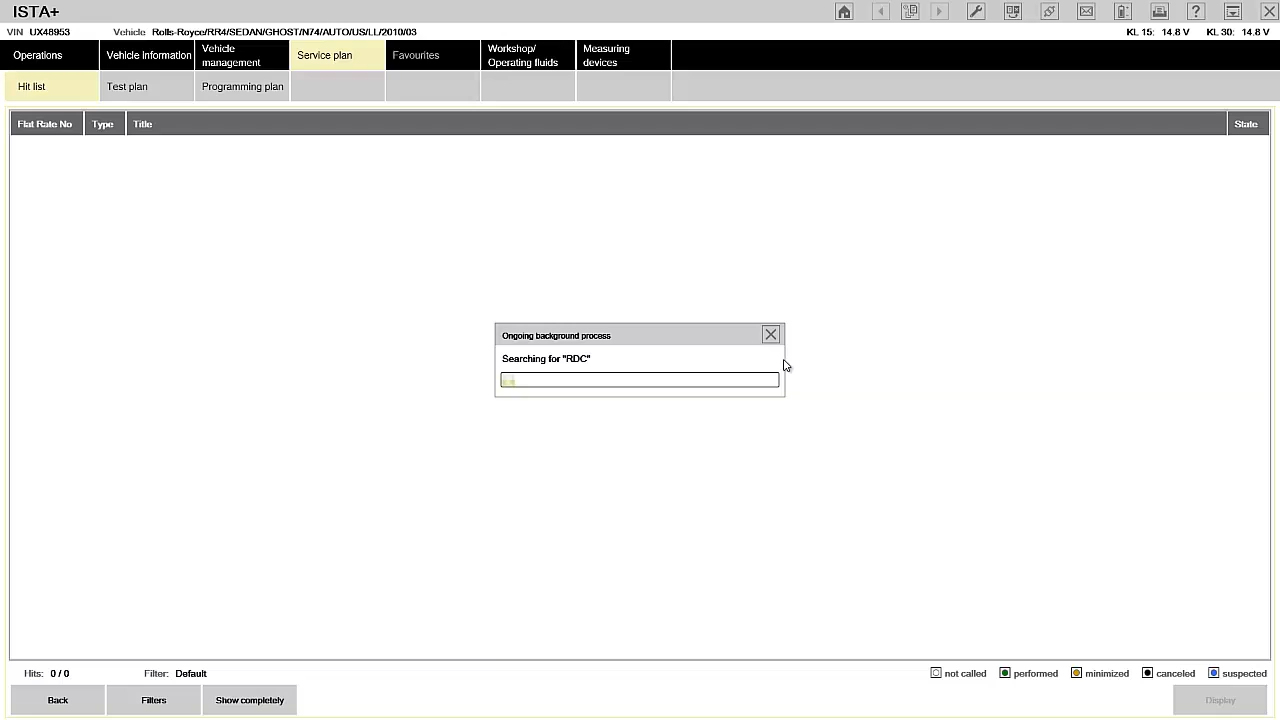 ISTA+
VIN UX48953 Vehicle Rolls-Royce/RR4/SEDAN/GHOST/N74/AUTO/US/LL/2010/03 KL 15: 14.8 V KL 30: 14.8 V
Operations Vehicle information Vehicle management Service plan Favourites Workshop/ Operating fluids Measuring devices
Hit list Test plan Programming plan
Flat Rate No Type Title State
Ongoing background process
Searching for "RDC"
Hits: 0 / 0 Filter: Default not called performed minimized canceled suspected
Back Filters Show completely Display